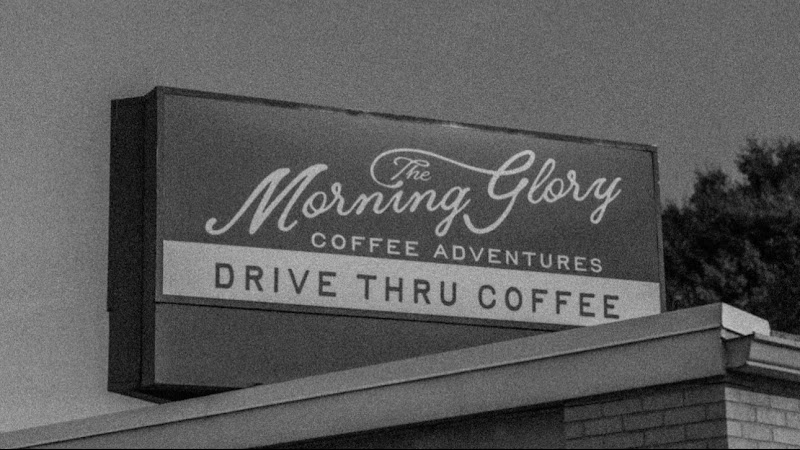 The
Morning Glory
COFFEE ADVENTURES
DRIVE THRU COFFEE